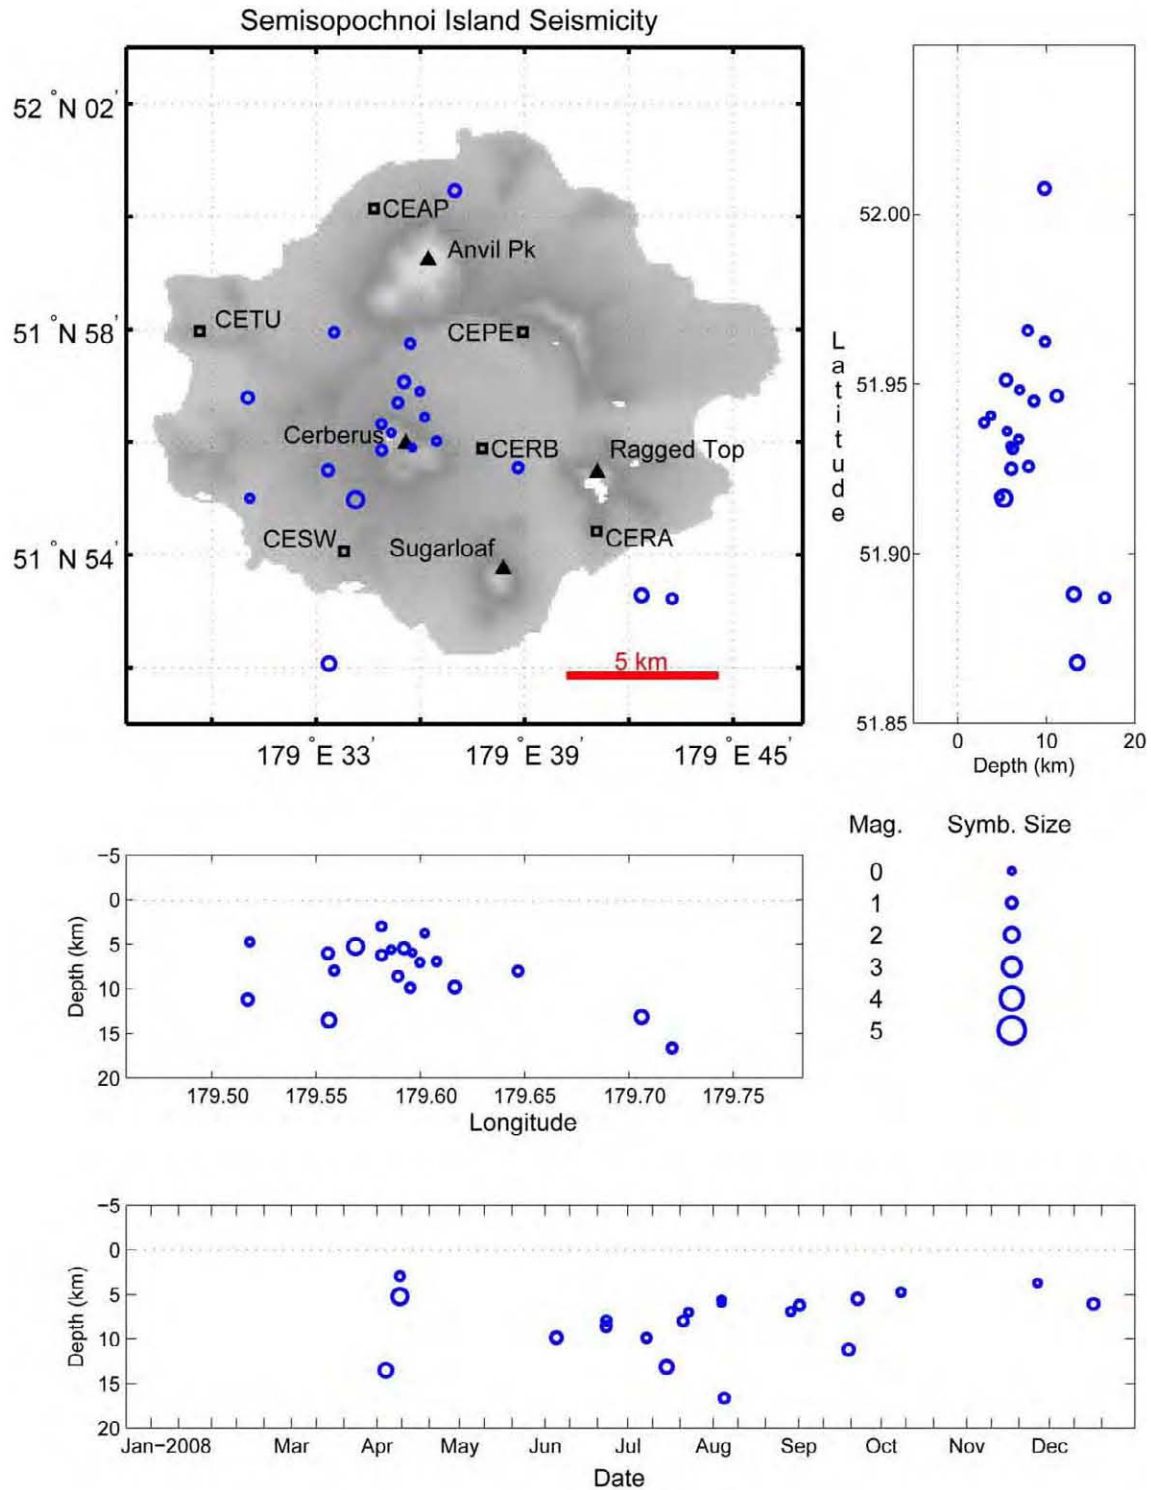 Semisopochnoi Island Seismicity
52 °N 02'
51 °N 58'
51 °N 54'
CEAP
Anvil Pk
CETU
CEPE
Cerberus
CERB
Ragged Top
CESW
Sugarloaf
CERA
5 km
179 °E 33'
179 °E 39'
179 °E 45'
52.00
51.95
51.90
51.85
Latitude
0 10 20
Depth (km)
Mag. Symb. Size
0
1
2
3
4
5
−5
0
5
10
15
20
Depth (km)
179.50 179.55 179.60 179.65 179.70 179.75
Longitude
−5
0
5
10
15
20
Depth (km)
Jan−2008 Mar Apr May Jun Jul Aug Sep Oct Nov Dec
Date